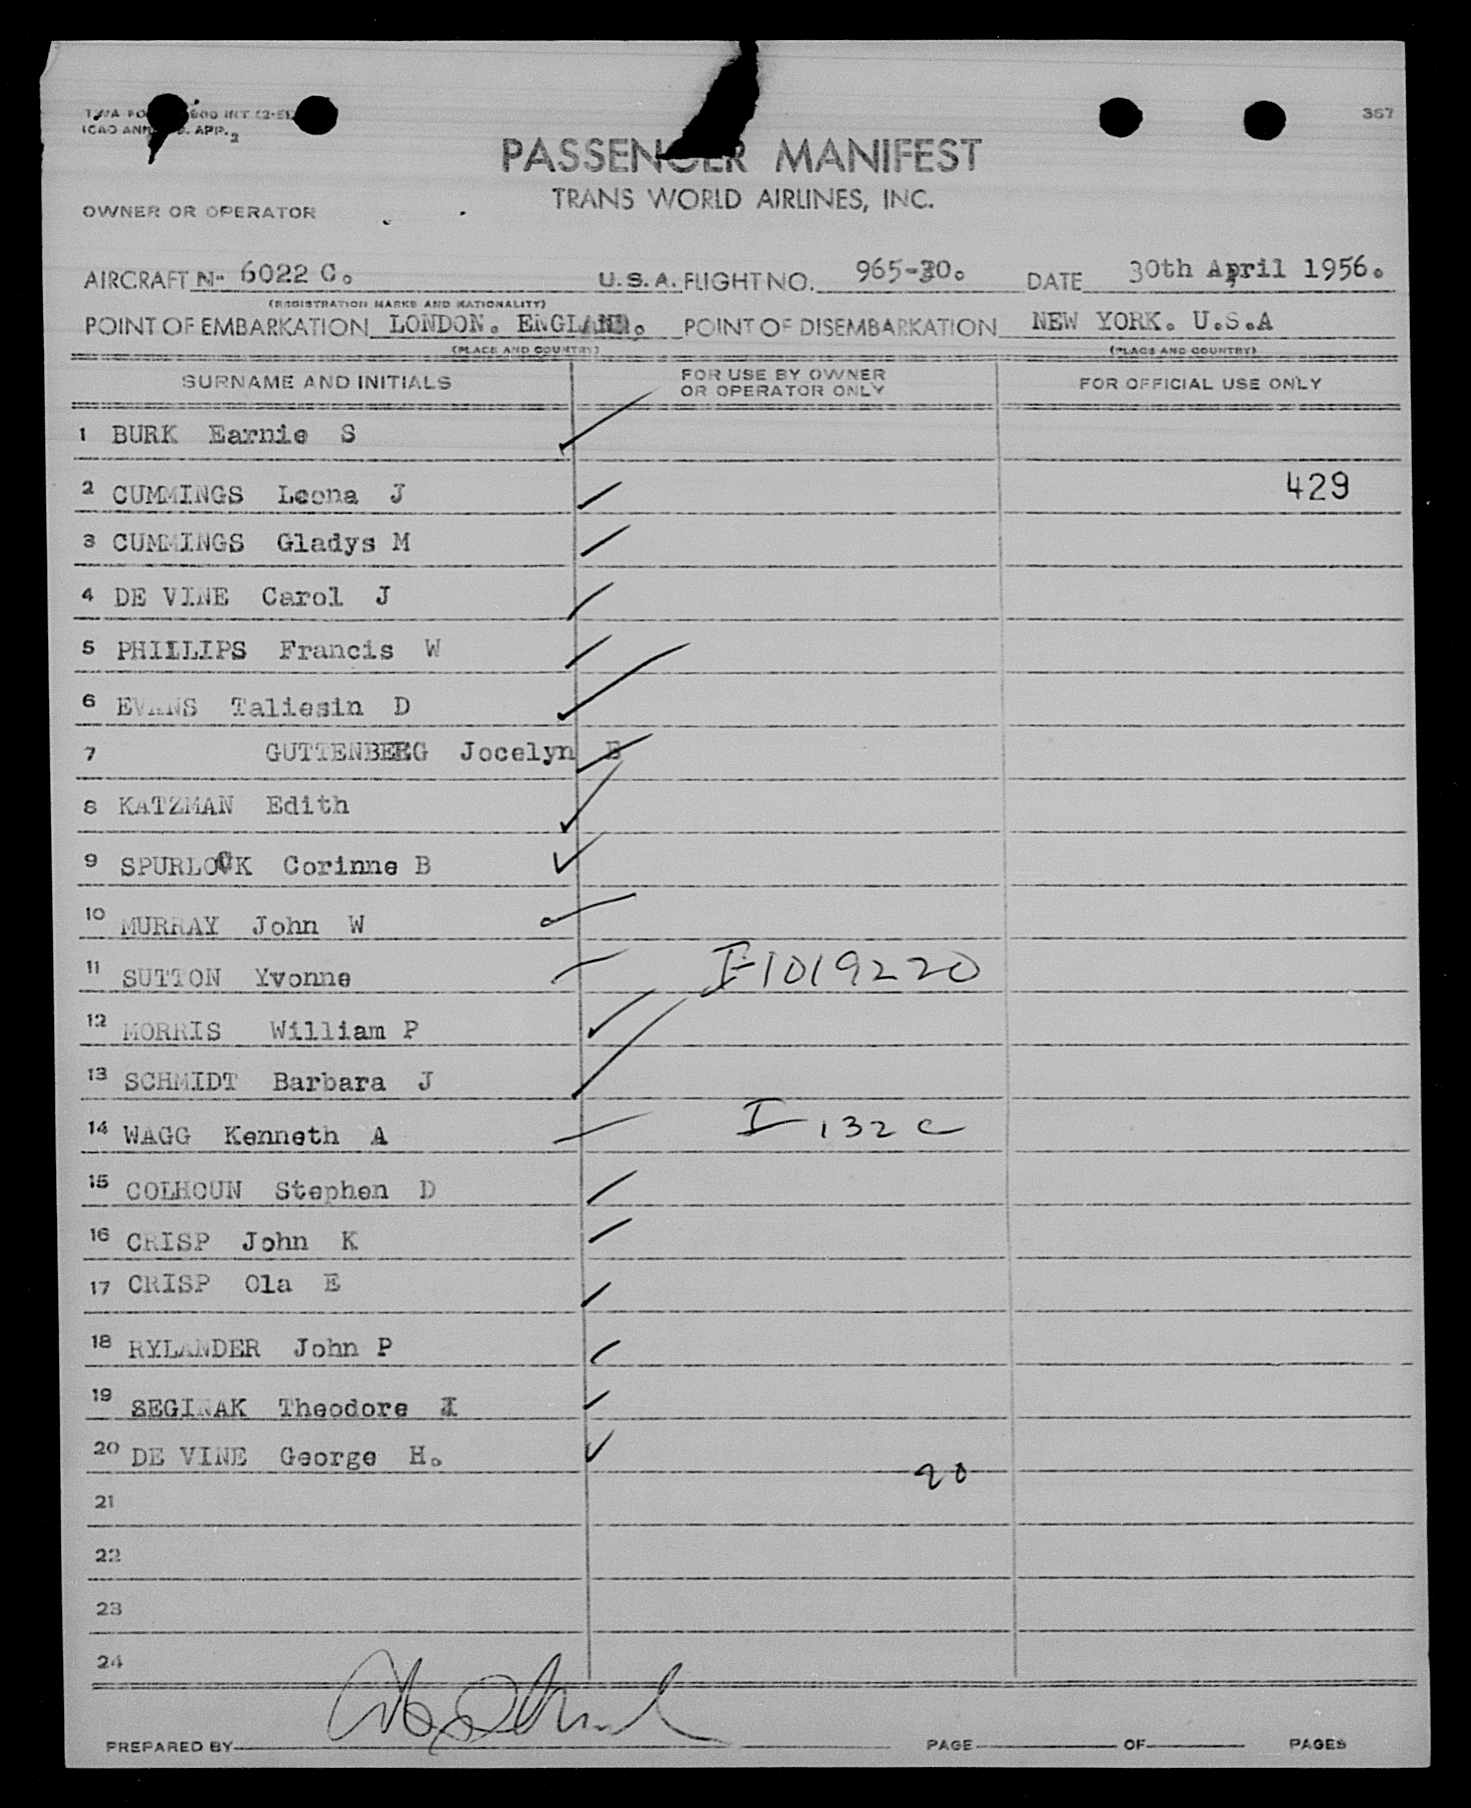 367
ICAO ANN APP. 2
PASSENGER MANIFEST
TRANS WORLD AIRLINES, INC.
OWNER OR OPERATOR
AIRCRAFT N- 6022 C. U.S.A. FLIGHT NO. 965-30. DATE 30th April 1956.
(REGISTRATION MARKS AND NATIONALITY)
POINT OF EMBARKATION LONDON. ENGLAND. POINT OF DISEMBARKATION NEW YORK. U.S.A
(PLACE AND COUNTRY) (PLACE AND COUNTRY)
SURNAME AND INITIALS FOR USE BY OWNER OR OPERATOR ONLY FOR OFFICIAL USE ONLY
1 BURK Earnie S
2 CUMMINGS Leona J 429
3 CUMMINGS Gladys M
4 DE VINE Carol J
5 PHILLIPS Francis W
6 EVANS Taliesin D
7 GUTTENBERG Jocelyn E
8 KATZMAN Edith
9 SPURLOCK Corinne B
10 MURRAY John W
11 SUTTON Yvonne I-1019220
12 MORRIS William P
13 SCHMIDT Barbara J
14 WAGG Kenneth A I-132 C
15 COLHOUN Stephen D
16 CRISP John K
17 CRISP Ola E
18 RYLANDER John P
19 SEGINAK Theodore I
20 DE VINE George H.
20
21
22
23
24
PREPARED BY PAGE OF PAGES